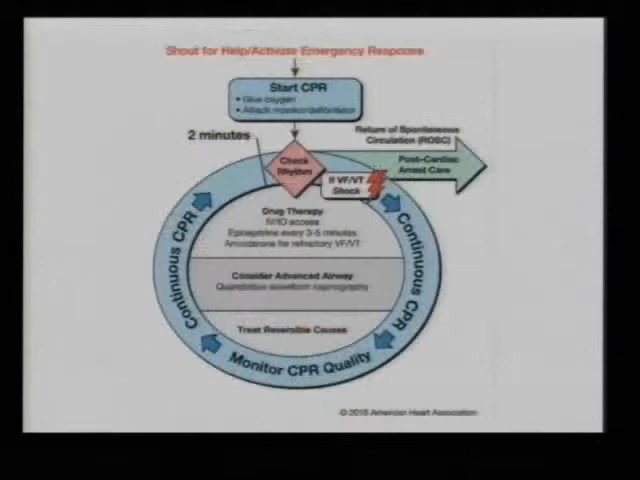 Shout for Help/Activate Emergency Response
Start CPR
• Give oxygen
• Attach monitor/defibrillator
2 minutes
Return of Spontaneous
Circulation (ROSC)
Check
Rhythm
Post-Cardiac
Arrest Care
If VF/VT
Shock
Drug Therapy
IV/IO access
Epinephrine every 3-5 minutes
Amiodarone for refractory VF/VT
Consider Advanced Airway
Quantitative waveform capnography
Treat Reversible Causes
Continuous CPR
Continuous CPR
Monitor CPR Quality
American Heart Association